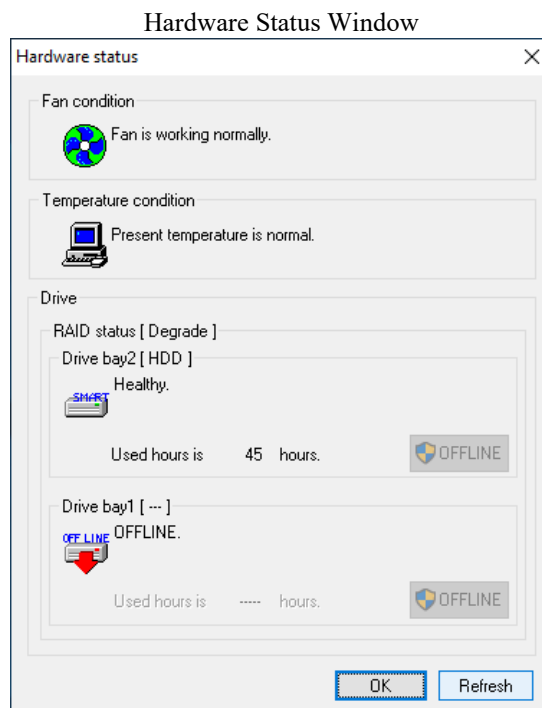 Hardware Status Window
Hardware status
Fan condition
Fan is working normally.
Temperature condition
Present temperature is normal.
Drive
RAID status [ Degrade ]
Drive bay2 [ HDD ]
SMART
Healthy.
Used hours is 45 hours.
OFFLINE
Drive bay1 [ --- ]
OFF LINE
OFFLINE.
Used hours is ----- hours.
OFFLINE
OK
Refresh